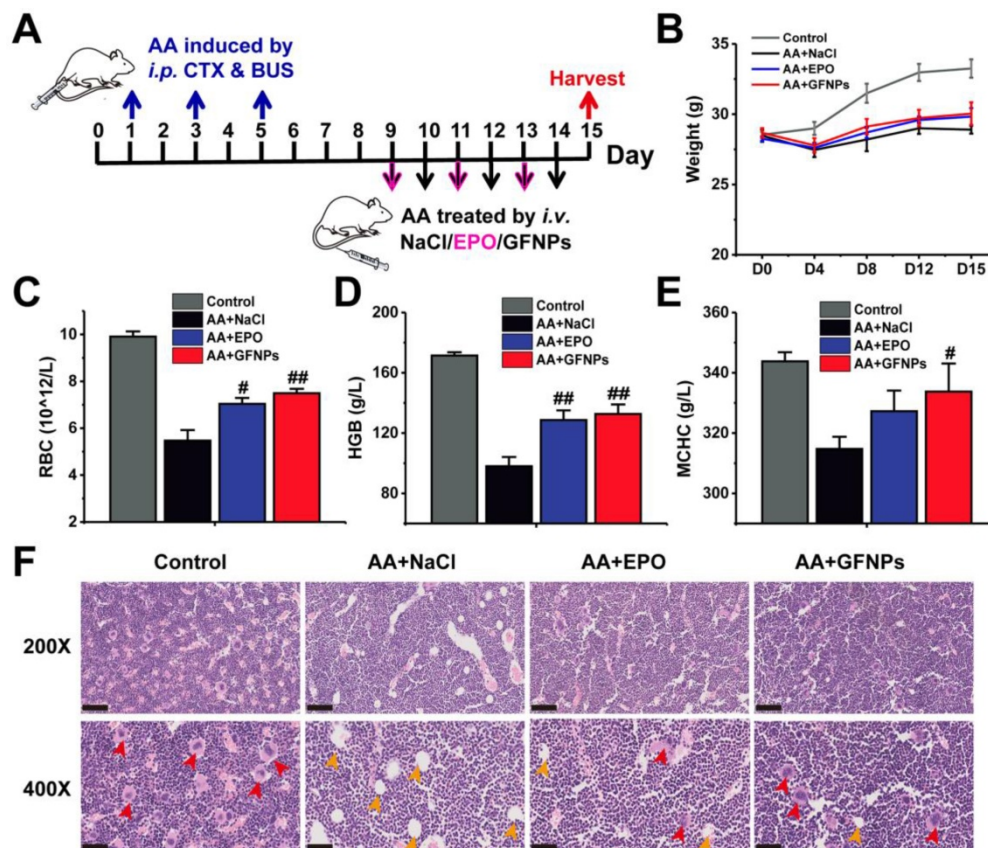 A
AA induced by
i.p. CTX & BUS
Harvest
0 1 2 3 4 5 6 7 8 9 10 11 12 13 14 15 Day
AA treated by i.v.
NaCl/EPO/GFNPs
B
Control
AA+NaCl
AA+EPO
AA+GFNPs
Weight (g)
35
30
25
20
D0 D4 D8 D12 D15
C
Control
AA+NaCl
AA+EPO
AA+GFNPs
RBC (10^12/L)
10
8
6
4
2
# ##
D
Control
AA+NaCl
AA+EPO
AA+GFNPs
HGB (g/L)
200
160
120
80
## ##
E
Control
AA+NaCl
AA+EPO
AA+GFNPs
MCHC (g/L)
360
340
320
300
#
F
Control AA+NaCl AA+EPO AA+GFNPs
200X
400X